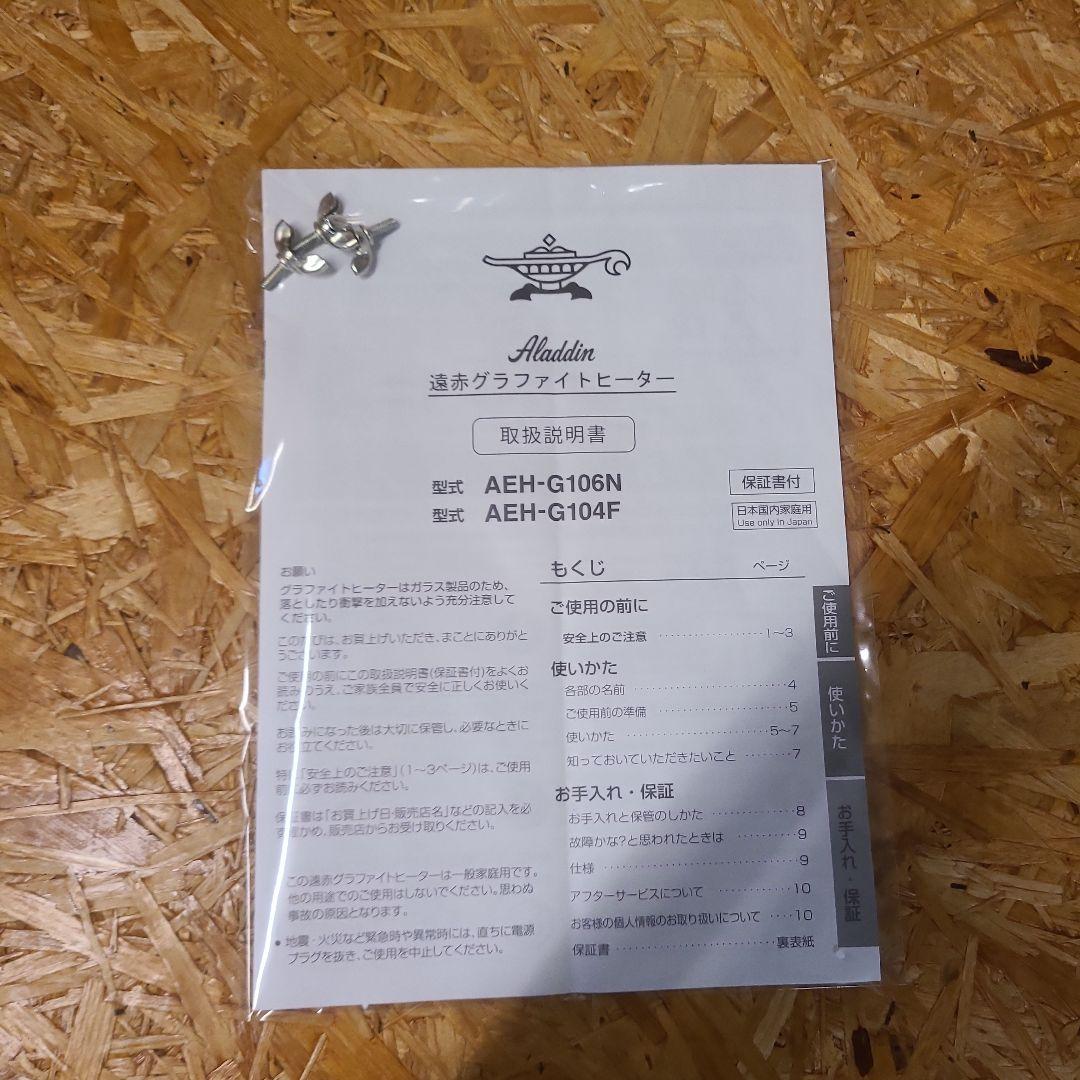 Aladdin
遠赤グラファイトヒーター
取扱説明書
型式 AEH-G106N
型式 AEH-G104F
保証書付
日本国内家庭用
Use only in Japan
お願い
グラファイトヒーターはガラス製品のため、
落としたり衝撃を加えないよう充分注意して
ください。
このたびは、お買上げいただき、まことにありがと
うございます。
ご使用の前にこの取扱説明書(保証書付)をよくお
読みのうえ、ご家族全員で安全に正しくお使いくだ
さい。
お読みになった後は大切に保管し、必要なときに
お役立てください。
特に「安全上のご注意」(1〜3ページ)は、ご使用
前に必ずお読みください。
保証書は「お買上げ日・販売店名」などの記入を必
ず確かめ、販売店からお受け取りください。
この遠赤グラファイトヒーターは一般家庭用です。
他の用途でのご使用はしないでください。思わぬ
事故の原因となります。
● 地震・火災など緊急時や異常時には、直ちに電源
プラグを抜き、ご使用を中止してください。
もくじ ページ
ご使用の前に
安全上のご注意 ················ 1〜3
使いかた
各部の名前 ················ 4
ご使用前の準備 ················ 5
使いかた ················ 5〜7
知っておいていただきたいこと ········ 7
お手入れ・保証
お手入れと保管のしかた ············ 8
故障かな?と思われたときは ·········· 9
仕様 ················ 9
アフターサービスについて ············ 10
お客様の個人情報のお取り扱いについて ···· 10
保証書 ················ 裏表紙
ご使用前に
使いかた
お手入れ・保証